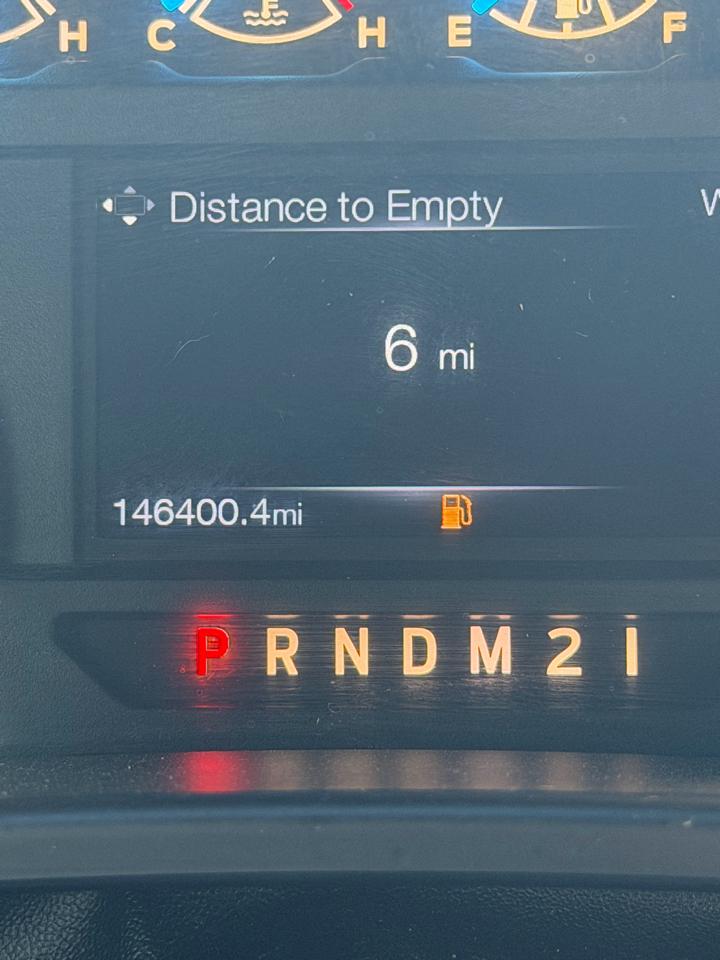 H C H E F
Distance to Empty
6 mi
146400.4mi
P R N D M 2 1